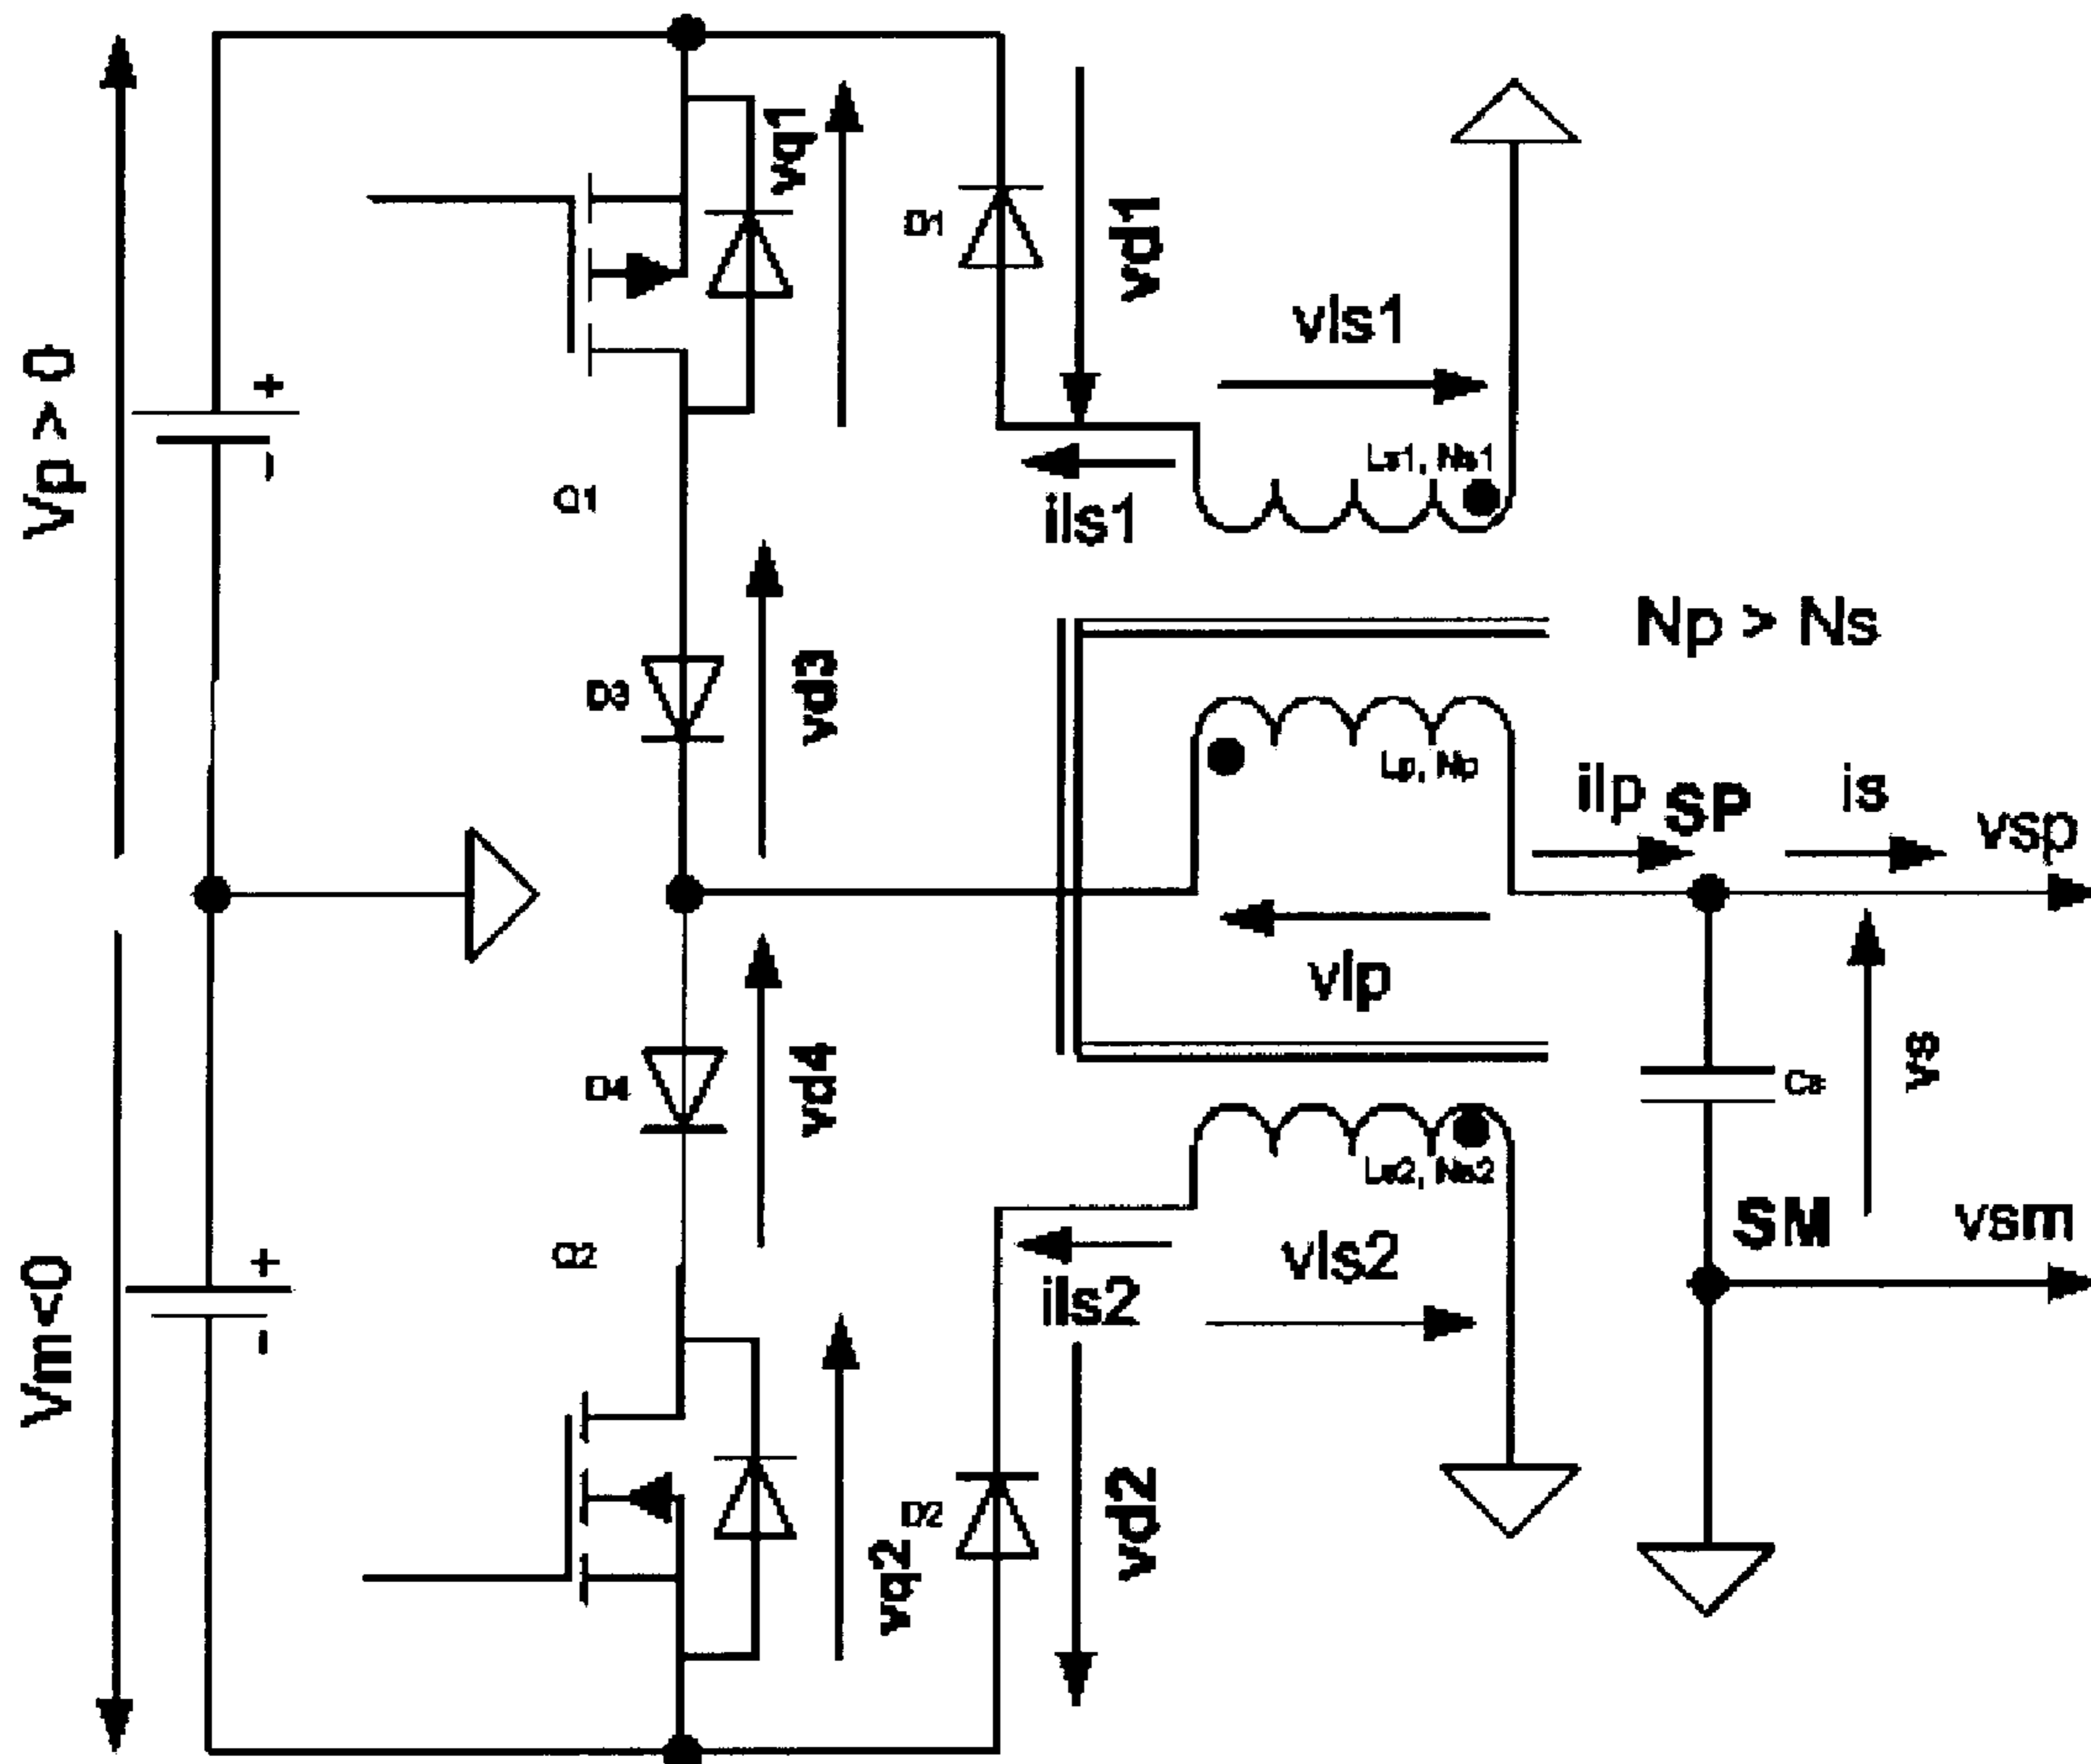 vq1
D1
vd1
vls1
Vp > 0
+
-
Q1
Ls1, Ns1
ils1
Np > Ns
D3
vd3
Lp, Np
ilp
SP
is
vsp
vlp
D4
vd4
vs
Ls2, Ns2
SM
vsm
Q2
+
-
ils2
vls2
Vm<0
vq2
D2
vd2